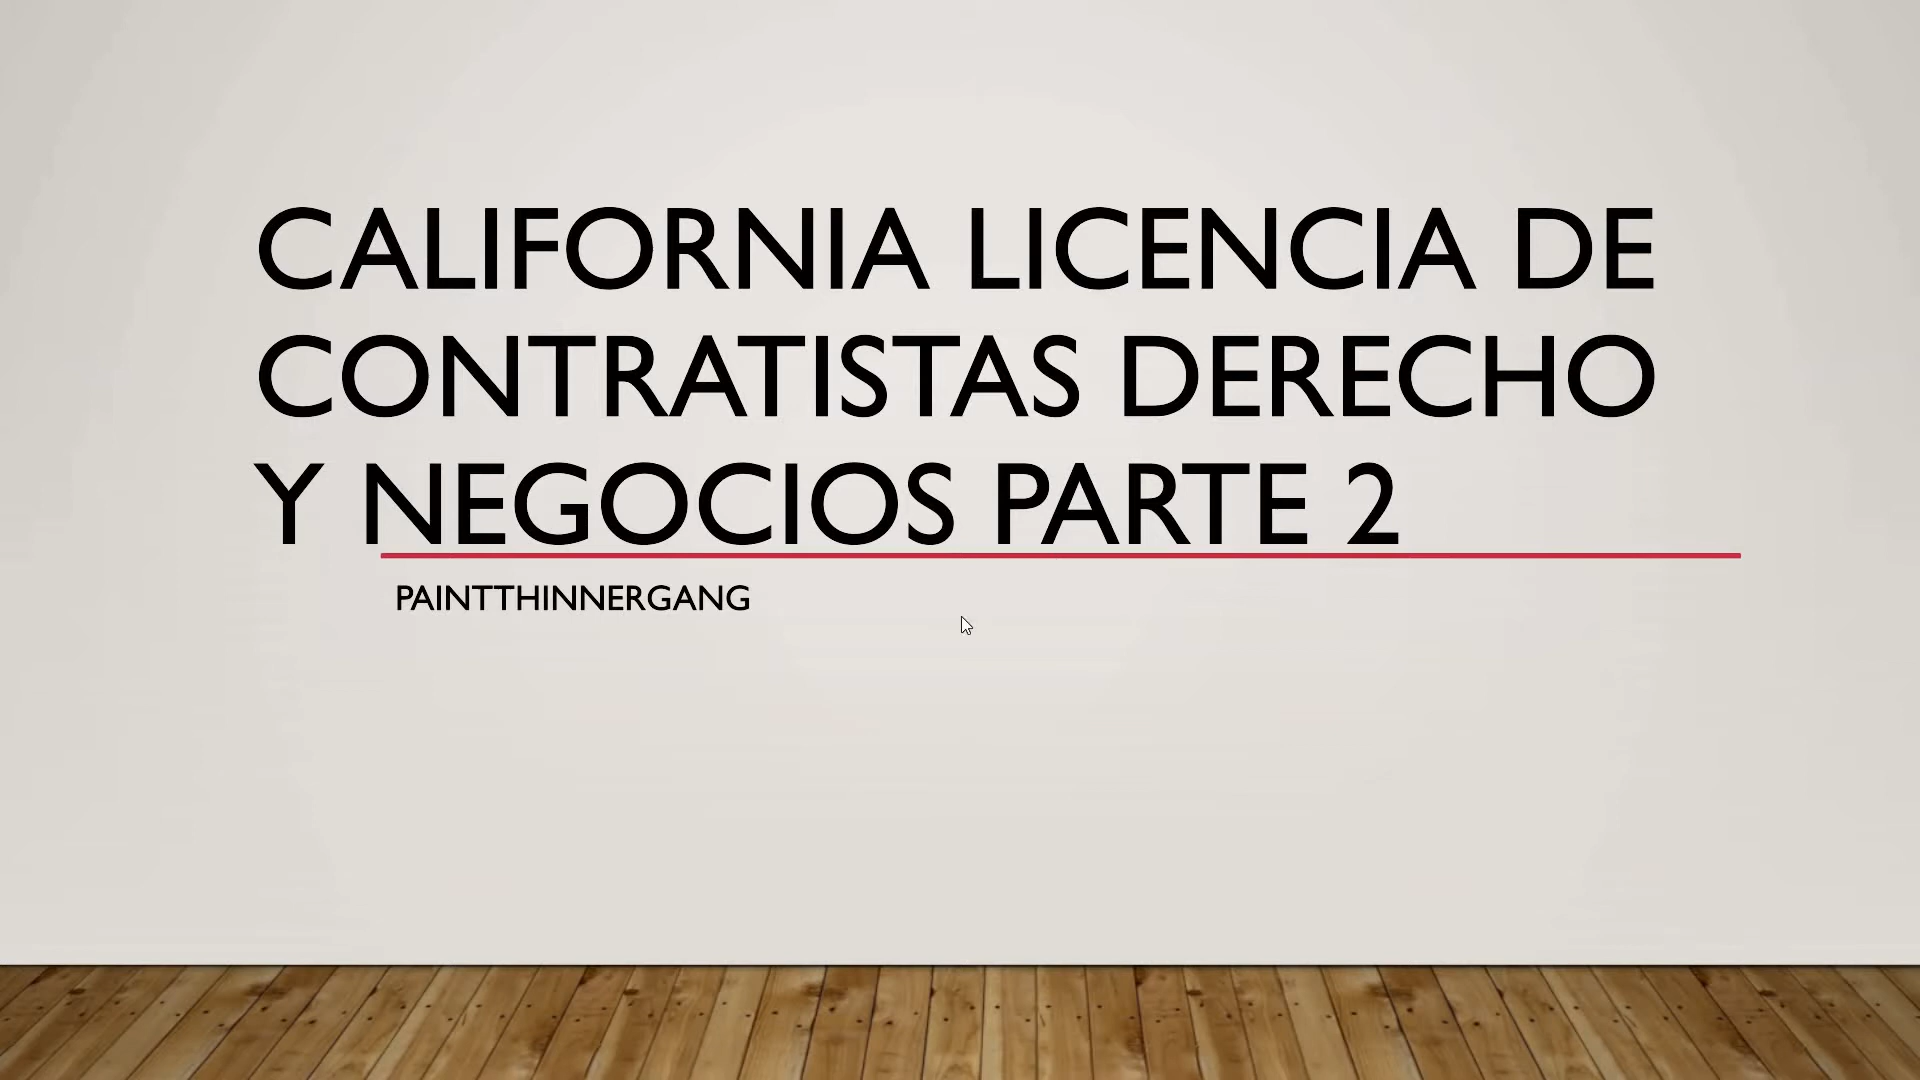 CALIFORNIA LICENCIA DE
CONTRATISTAS DERECHO
Y NEGOCIOS PARTE 2
PAINTTHINNERGANG